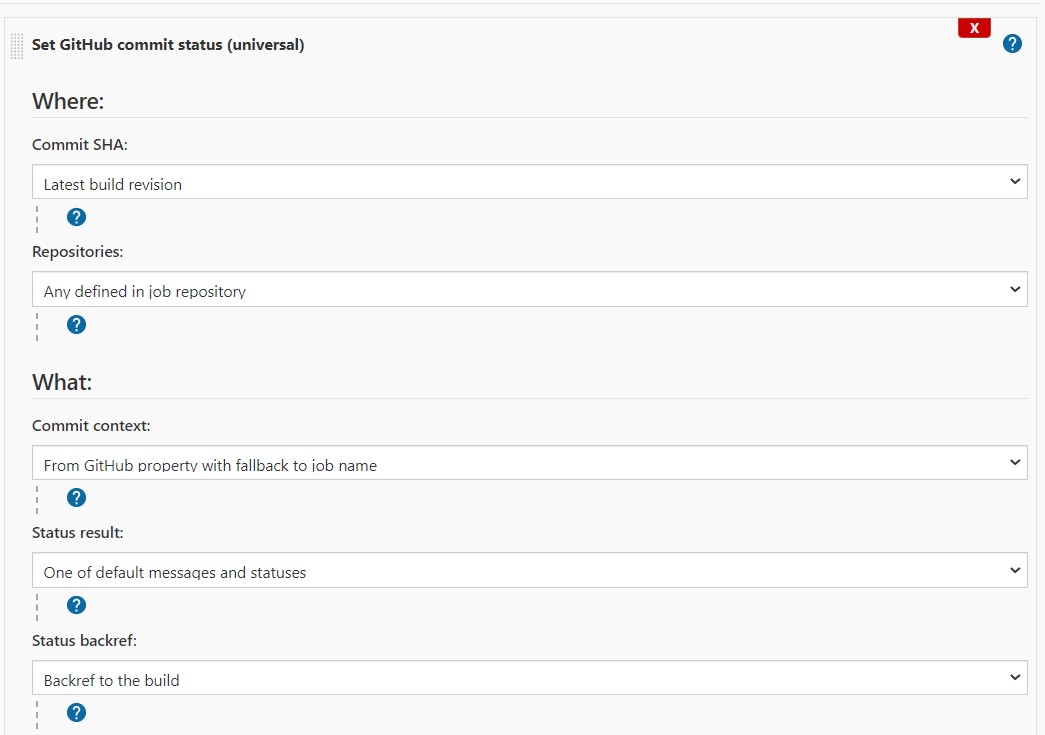 Set GitHub commit status (universal)
X
?
Where:
Commit SHA:
Latest build revision
?
Repositories:
Any defined in job repository
?
What:
Commit context:
From GitHub property with fallback to job name
?
Status result:
One of default messages and statuses
?
Status backref:
Backref to the build
?